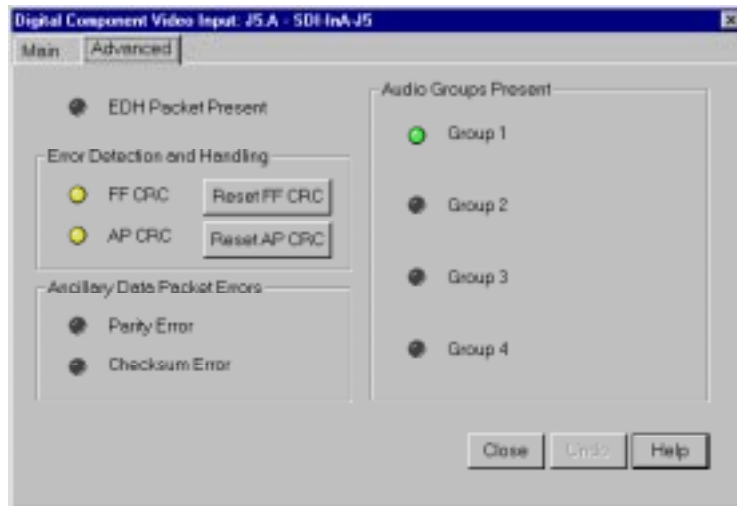 Digital Component Video Input: J5.A - SDI-InA-J5
Main Advanced
EDH Packet Present
Error Detection and Handling
FF CRC Reset FF CRC
AP CRC Reset AP CRC
Ancillary Data Packet Errors
Parity Error
Checksum Error
Audio Groups Present
Group 1
Group 2
Group 3
Group 4
Close Undo Help